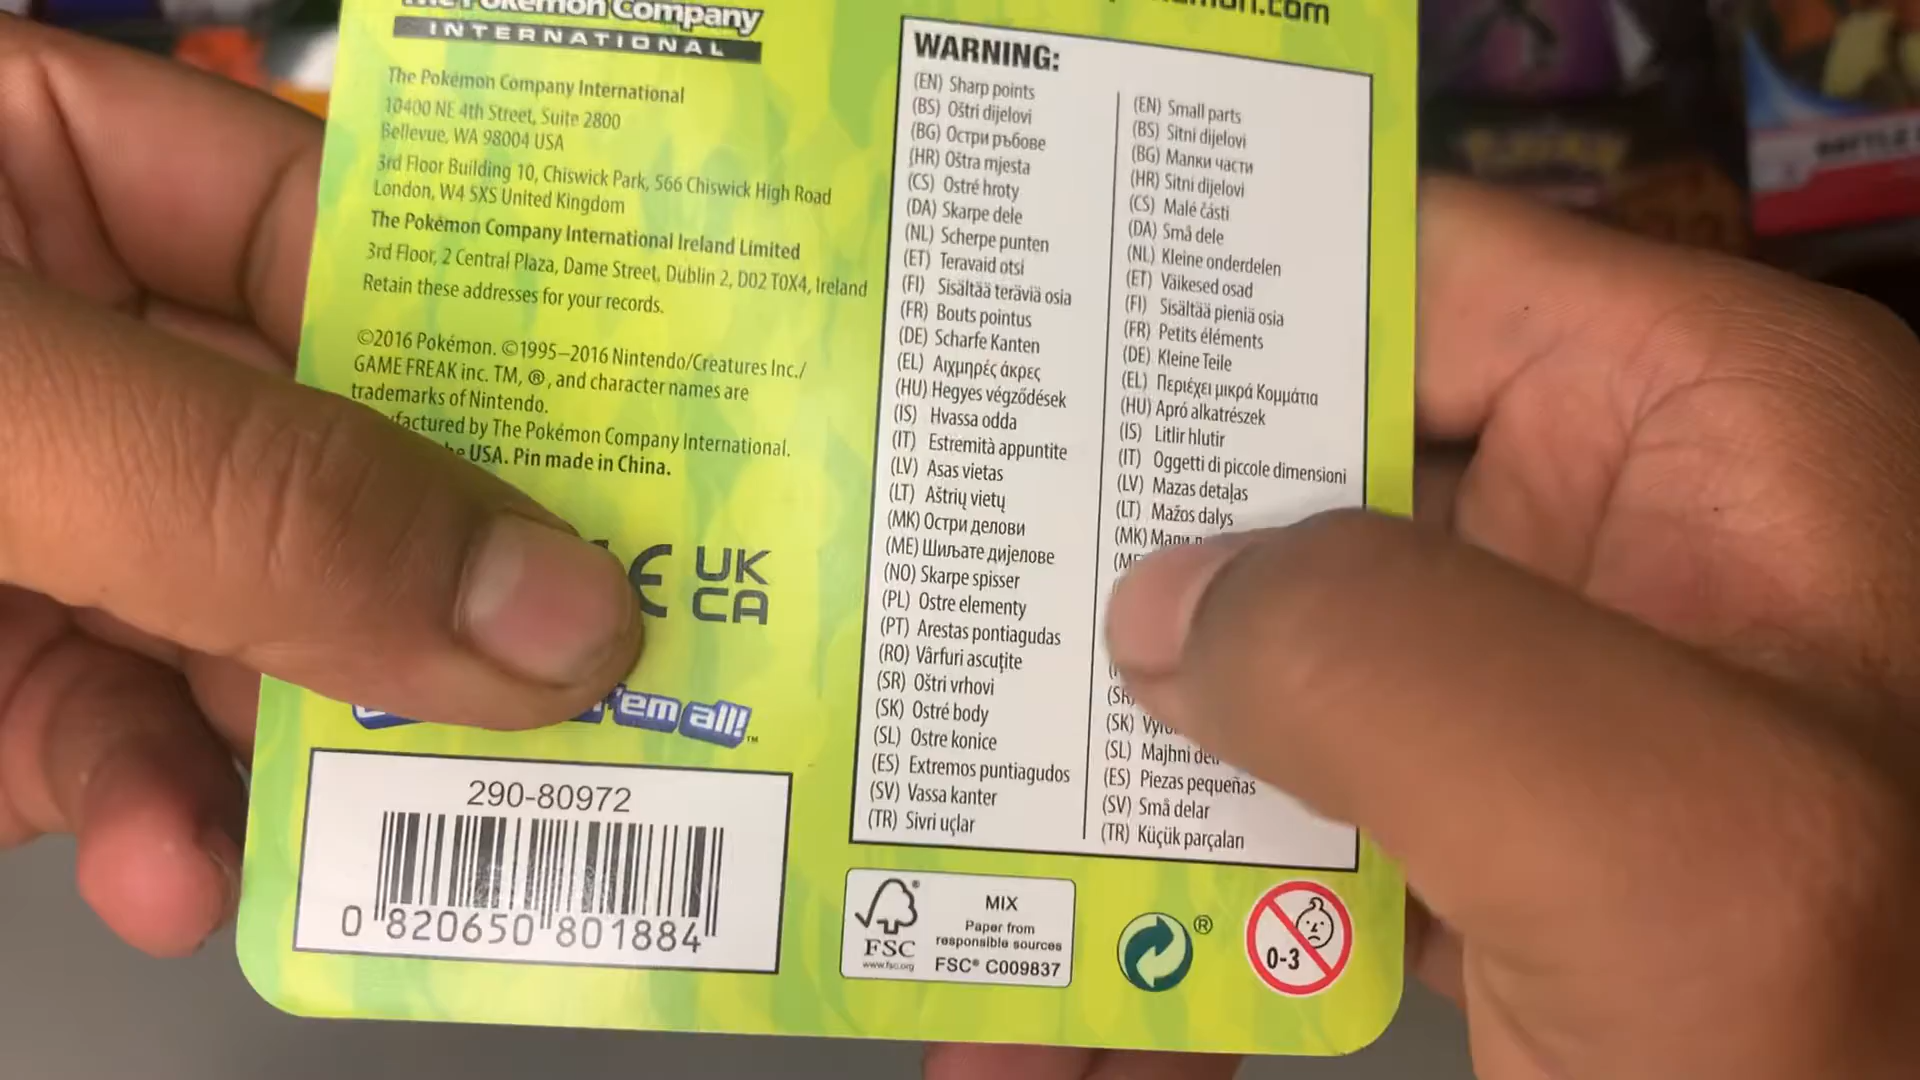 The Pokémon Company
INTERNATIONAL
The Pokémon Company International
10400 NE 4th Street, Suite 2800
Bellevue, WA 98004 USA
3rd Floor Building 10, Chiswick Park, 566 Chiswick High Road
London, W4 5XS United Kingdom
The Pokémon Company International Ireland Limited
3rd Floor, 2 Central Plaza, Dame Street, Dublin 2, D02 T0X4, Ireland
Retain these addresses for your records.
©2016 Pokémon. ©1995–2016 Nintendo/Creatures Inc./
GAME FREAK inc. TM, ®, and character names are
trademarks of Nintendo.
by The Pokémon Company International.
USA. Pin made in China.
CE
UK
CA
'em all!™
290-80972
0 820650 801884
.com
WARNING:
(EN) Sharp points
(BS) Oštri dijelovi
(BG) Остри ръбове
(HR) Oštra mjesta
(CS) Ostré hroty
(DA) Skarpe dele
(NL) Scherpe punten
(ET) Teravaid otsi
(FI) Sisältää teräviä osia
(FR) Bouts pointus
(DE) Scharfe Kanten
(EL) Αιχμηρές άκρες
(HU) Hegyes végződések
(IS) Hvassa odda
(IT) Estremità appuntite
(LV) Asas vietas
(LT) Aštrių vietų
(MK) Остри делови
(ME) Шиљате дијелове
(NO) Skarpe spisser
(PL) Ostre elementy
(PT) Arestas pontiagudas
(RO) Vârfuri ascuțite
(SR) Oštri vrhovi
(SK) Ostré body
(SL) Ostre konice
(ES) Extremos puntiagudos
(SV) Vassa kanter
(TR) Sivri uçlar
(EN) Small parts
(BS) Sitni dijelovi
(BG) Малки части
(HR) Sitni dijelovi
(CS) Malé části
(DA) Små dele
(NL) Kleine onderdelen
(ET) Väikesed osad
(FI) Sisältää pieniä osia
(FR) Petits éléments
(DE) Kleine Teile
(EL) Περιέχει μικρά Κομμάτια
(HU) Apró alkatrészek
(IS) Litlir hlutir
(IT) Oggetti di piccole dimensioni
(LV) Mazas detaļas
(LT) Mažos dalys
(MK) Мали
(SK)
(SL) Majhni
(ES) Piezas pequeñas
(SV) Små delar
(TR) Küçük parçaları
FSC
www.fsc.org
MIX
Paper from
responsible sources
FSC® C009837
®
0-3
BATTLE